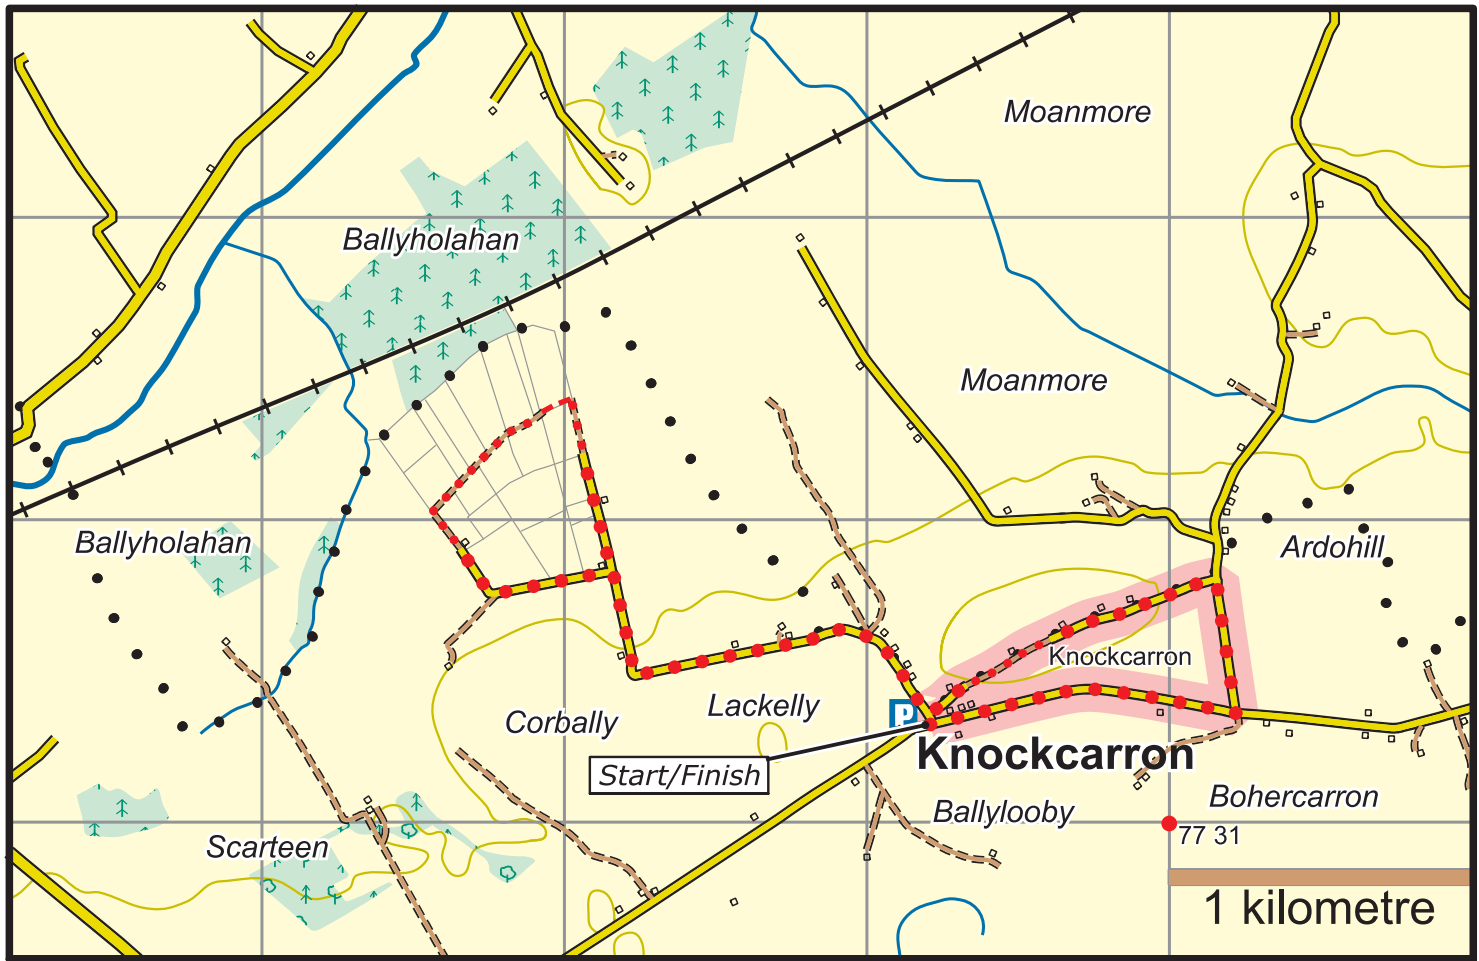 Moanmore
Ballyholahan
Moanmore
Ballyholahan
Ardohill
Knockcarron
Lackelly
Corbally
P
Knockcarron
Start/Finish
Bohercarron
Ballylooby
77 31
Scarteen
1 kilometre